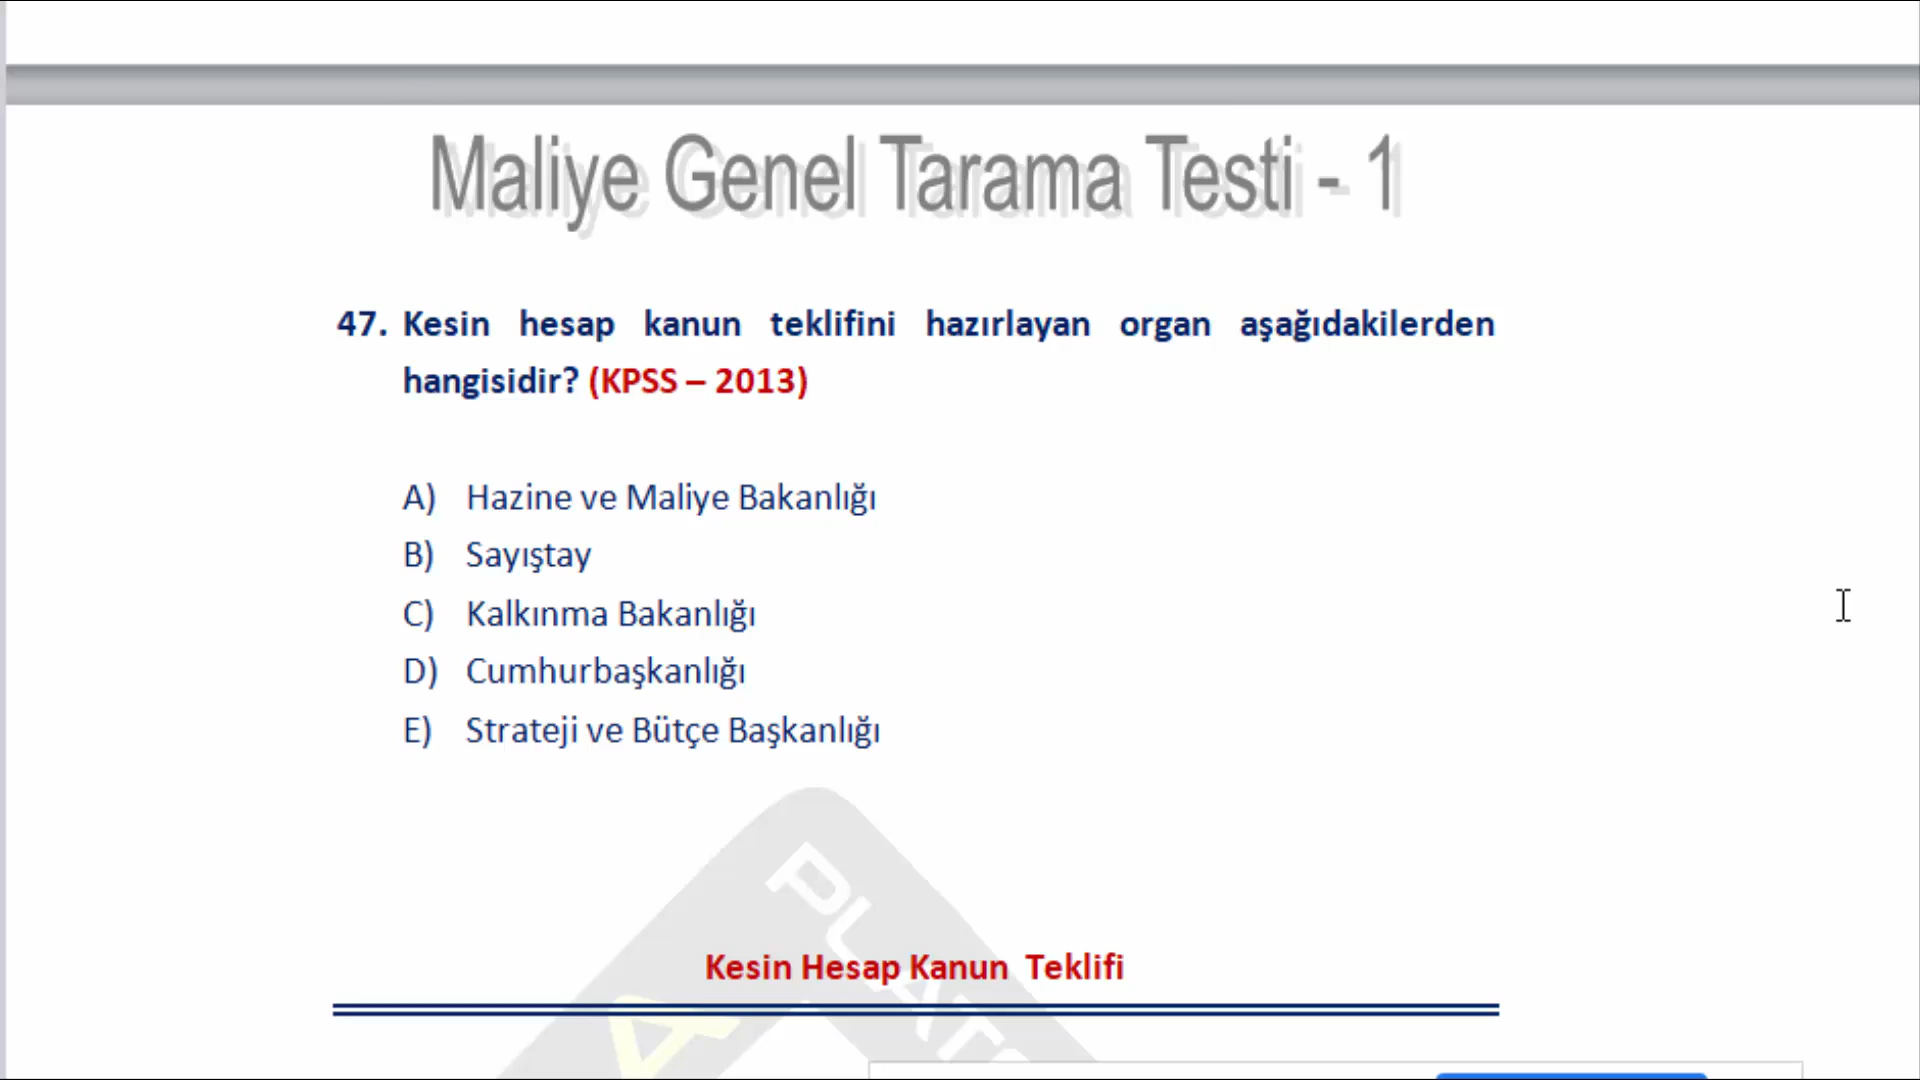 Maliye Genel Tarama Testi - 1
47. Kesin hesap kanun teklifini hazırlayan organ aşağıdakilerden
hangisidir? (KPSS – 2013)
A) Hazine ve Maliye Bakanlığı
B) Sayıştay
C) Kalkınma Bakanlığı
D) Cumhurbaşkanlığı
E) Strateji ve Bütçe Başkanlığı
Kesin Hesap Kanun Teklifi